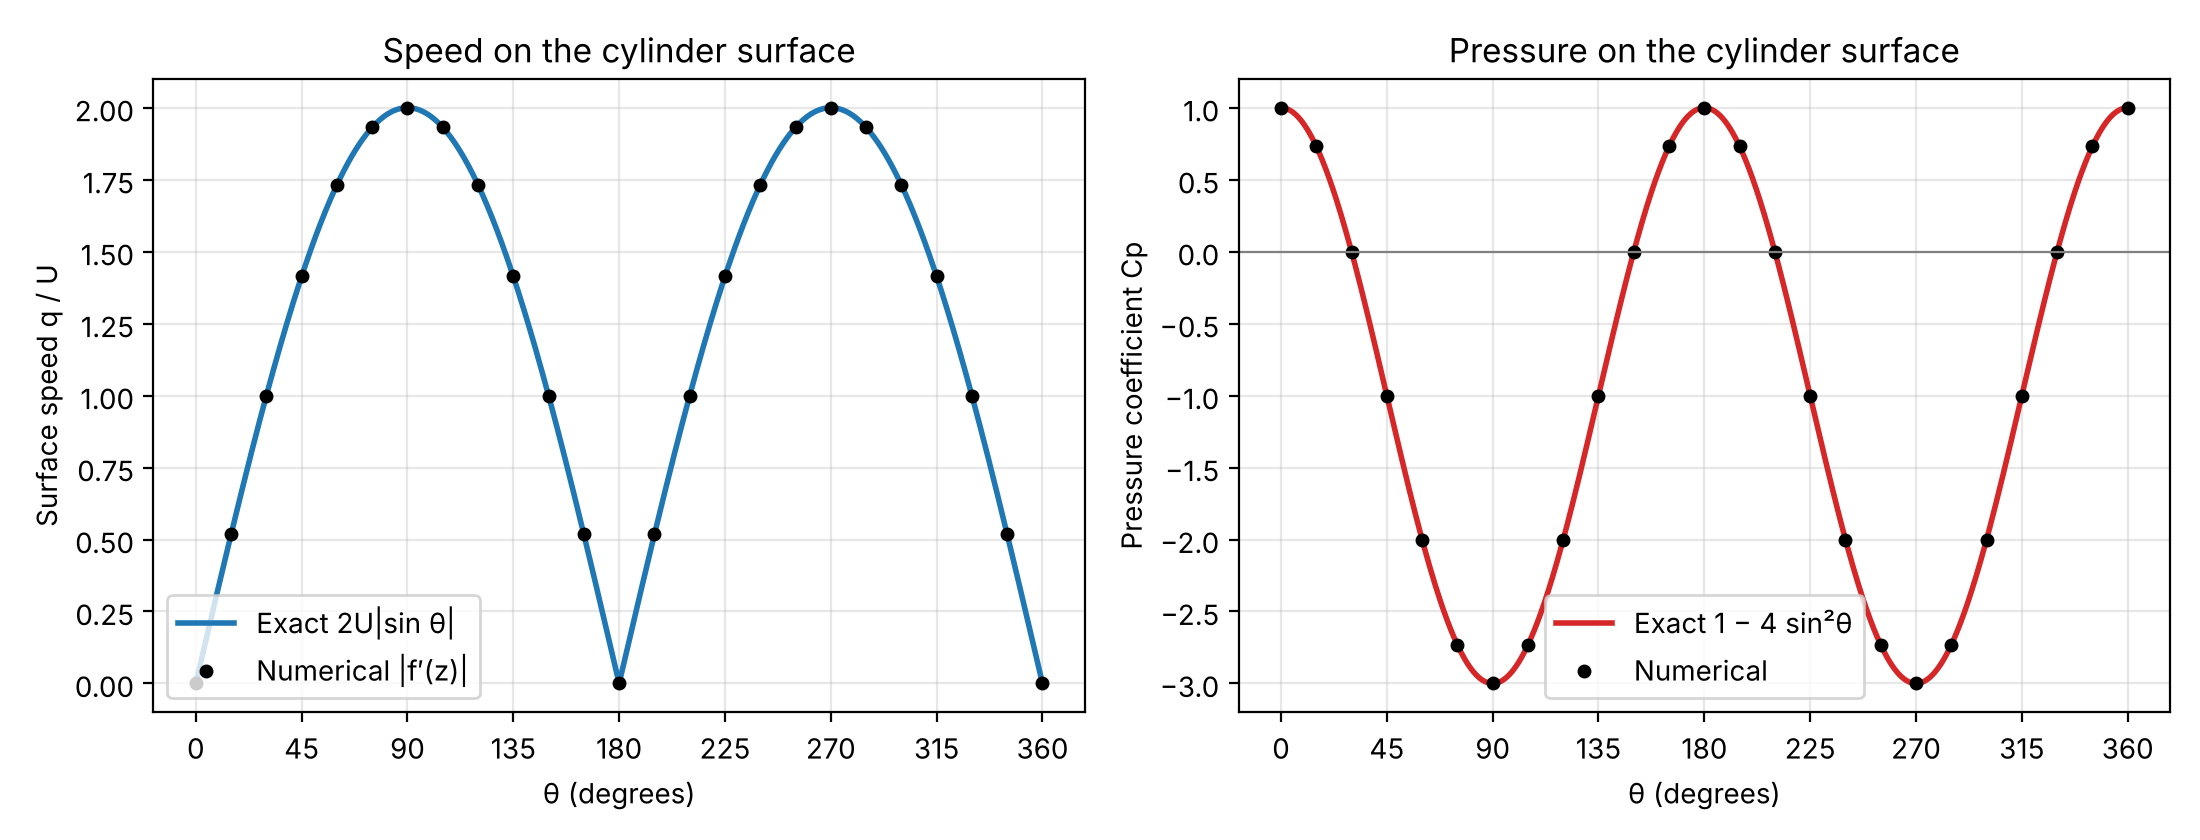 Speed on the cylinder surface
Surface speed q / U
2.00
1.75
1.50
1.25
1.00
0.75
0.50
0.25
0.00
Exact 2U|sin θ|
Numerical |f′(z)|
0 45 90 135 180 225 270 315 360
θ (degrees)
Pressure on the cylinder surface
Pressure coefficient Cp
1.0
0.5
0.0
−0.5
−1.0
−1.5
−2.0
−2.5
−3.0
Exact 1 − 4 sin²θ
Numerical
0 45 90 135 180 225 270 315 360
θ (degrees)